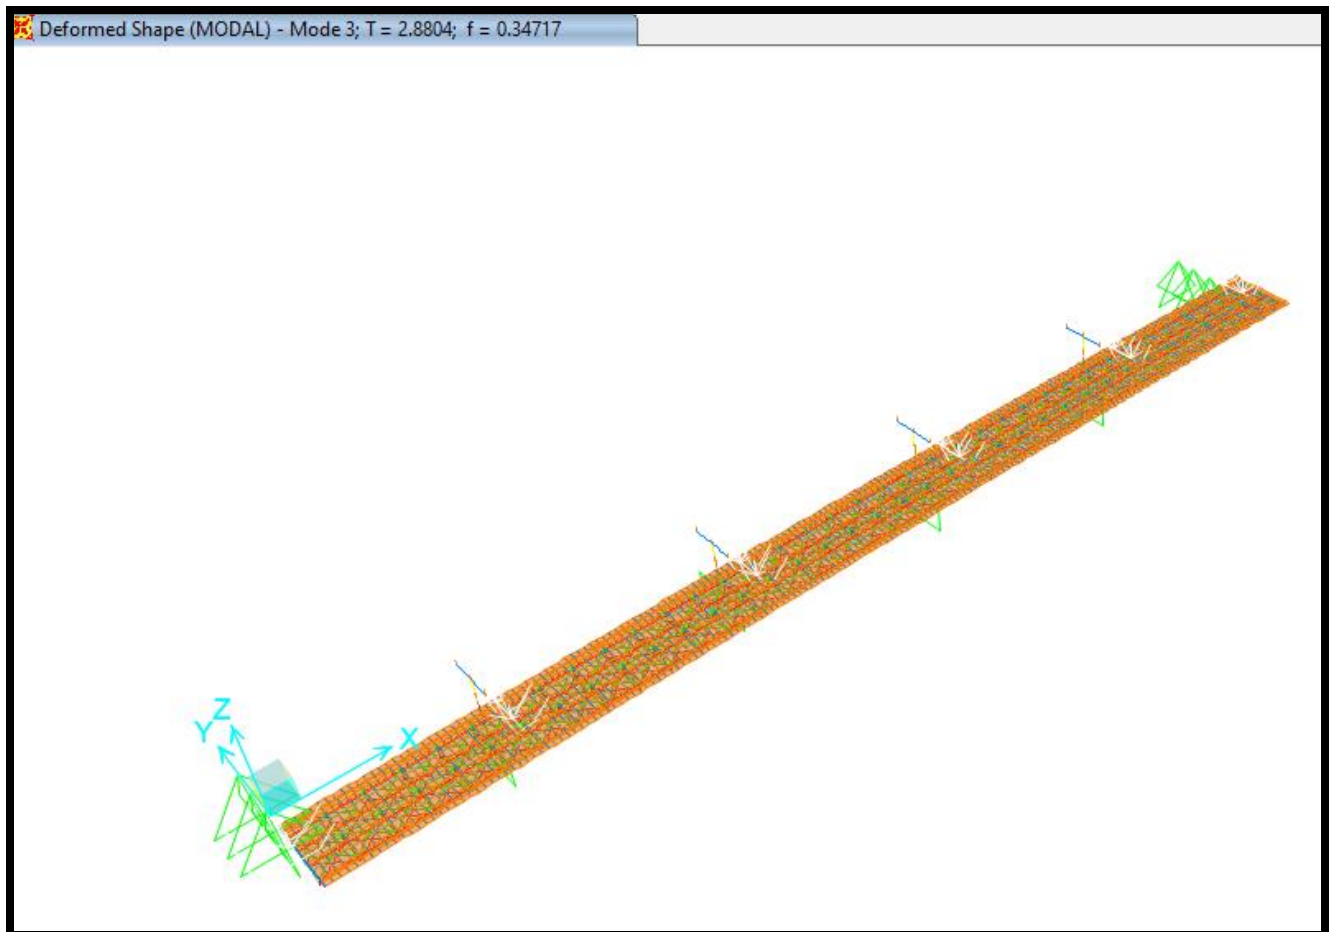 Deformed Shape (MODAL) - Mode 3; T = 2.8804; f = 0.34717
Z
Y
X